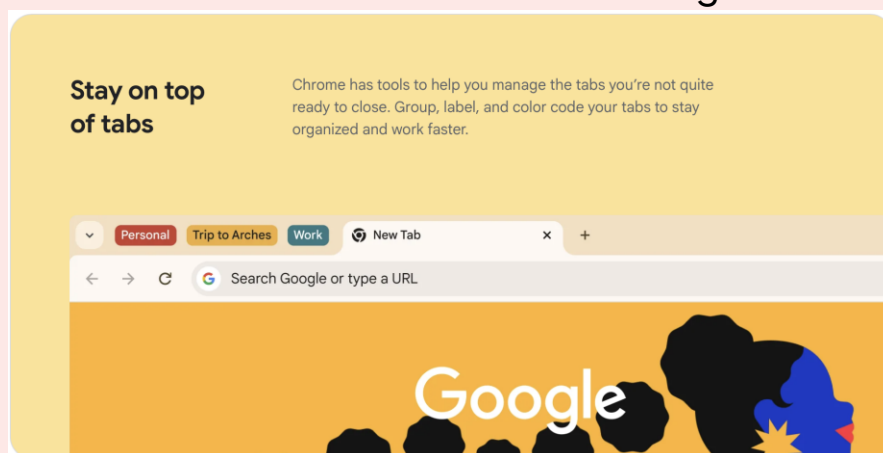 Stay on top
of tabs
Chrome has tools to help you manage the tabs you’re not quite
ready to close. Group, label, and color code your tabs to stay
organized and work faster.
Personal Trip to Arches Work New Tab
Search Google or type a URL
Google